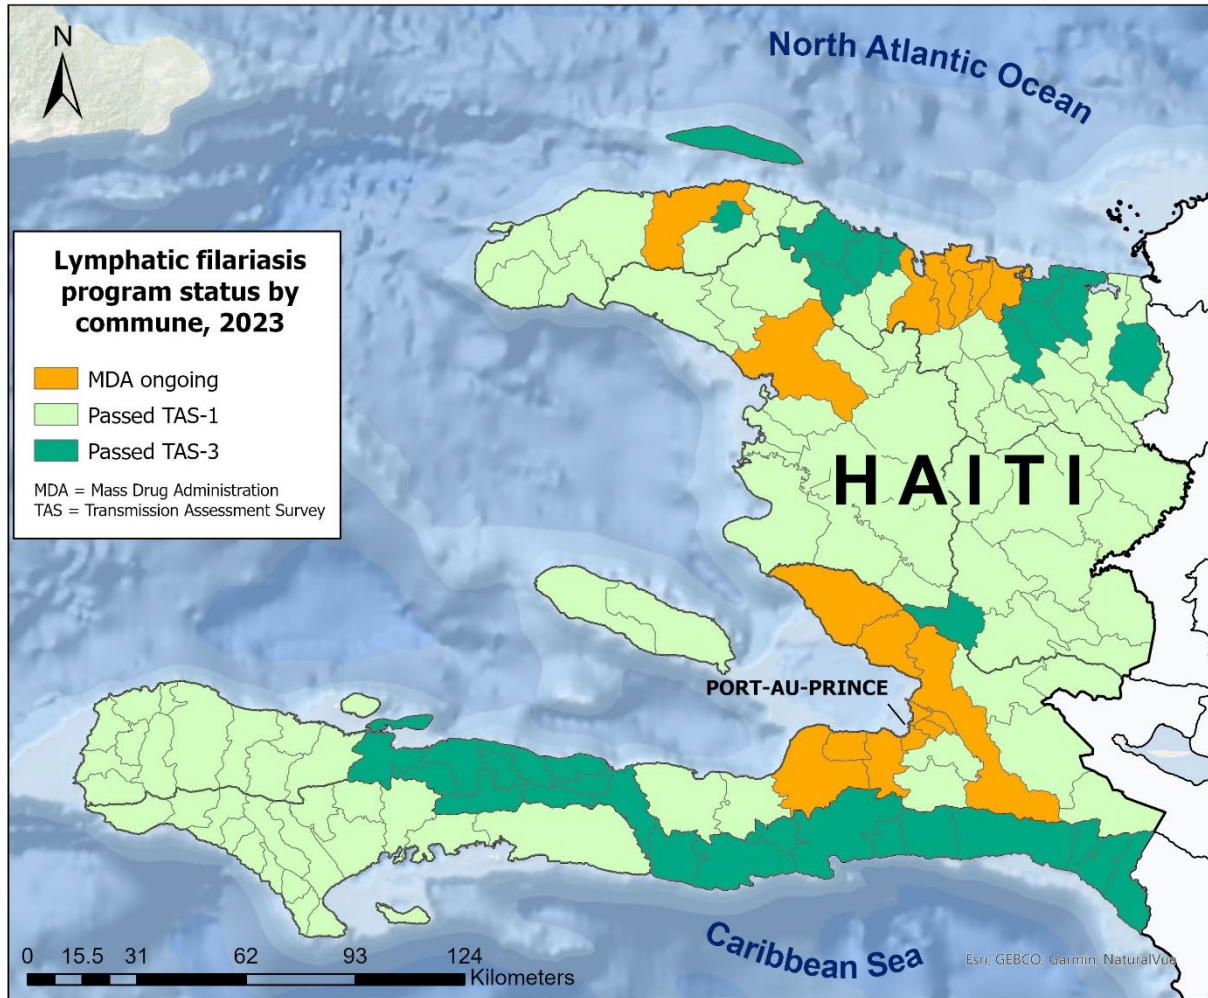 N
North Atlantic Ocean
Lymphatic filariasis
program status by
commune, 2023
MDA ongoing
Passed TAS-1
Passed TAS-3
MDA = Mass Drug Administration
TAS = Transmission Assessment Survey
HAITI
PORT-AU-PRINCE
Caribbean Sea
0 15.5 31 62 93 124
Kilometers
Esri, GEBCO, Garmin, NaturalVue